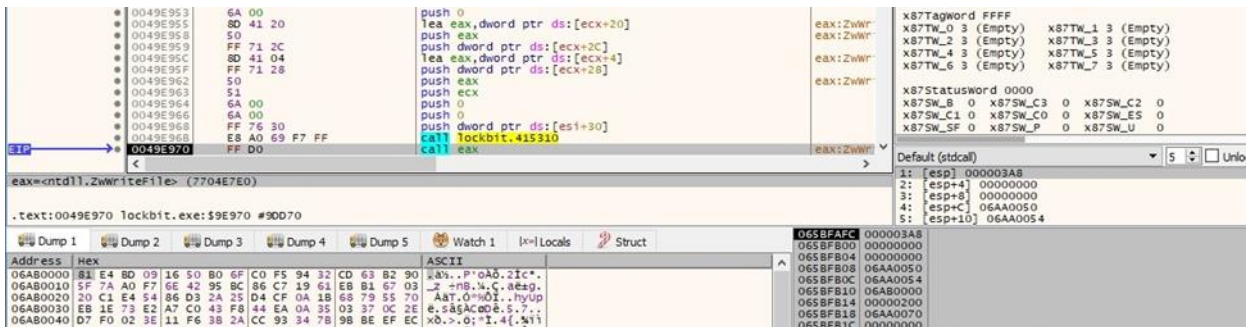 0049E953 6A 00 push 0
0049E955 8D 41 20 lea eax,dword ptr ds:[ecx+20] eax:ZwWr
0049E958 50 push eax eax:ZwWr
0049E959 FF 71 2C push dword ptr ds:[ecx+2C]
0049E95C 8D 41 04 lea eax,dword ptr ds:[ecx+4] eax:ZwWr
0049E95F FF 71 28 push dword ptr ds:[ecx+28]
0049E962 50 push eax eax:ZwWr
0049E963 51 push ecx
0049E964 6A 00 push 0
0049E966 6A 00 push 0
0049E968 FF 76 30 push dword ptr ds:[esi+30]
0049E96B E8 A0 69 F7 FF call lockbit.415310
EIP 0049E970 FF D0 call eax eax:ZwWr
eax=<ntdll.ZwWriteFile> (7704E7E0)
.text:0049E970 lockbit.exe:$9E970 #9DD70
x87TagWord FFFF
x87TW_0 3 (Empty) x87TW_1 3 (Empty)
x87TW_2 3 (Empty) x87TW_3 3 (Empty)
x87TW_4 3 (Empty) x87TW_5 3 (Empty)
x87TW_6 3 (Empty) x87TW_7 3 (Empty)
x87StatusWord 0000
x87SW_B 0 x87SW_C3 0 x87SW_C2 0
x87SW_C1 0 x87SW_C0 0 x87SW_ES 0
x87SW_SF 0 x87SW_P 0 x87SW_U 0
Default (stdcall) 5 Unlo
1: [esp] 000003A8
2: [esp+4] 00000000
3: [esp+8] 00000000
4: [esp+C] 06AA0050
5: [esp+10] 06AA0054
Dump 1 Dump 2 Dump 3 Dump 4 Dump 5 Watch 1 [x=] Locals Struct
Address Hex ASCII
06AB0000 81 E4 BD 09 16 50 B0 6F C0 F5 94 32 CD 63 B2 90
06AB0010 5F 7A A0 F7 6E 42 95 BC 86 C7 19 61 EB B1 67 03
06AB0020 20 C1 E4 54 86 D3 2A 25 D4 CF 0A 1B 68 79 55 70
06AB0030 EB 1E 73 E2 A7 C0 43 F8 44 EA 0A 35 03 37 0C 2E
06AB0040 D7 F0 02 3E 11 F6 3B 2A CC 93 34 7B 9B BE EF EC
065BFAFC 000003A8
065BFB00 00000000
065BFB04 00000000
065BFB08 06AA0050
065BFB0C 06AA0054
065BFB10 06AB0000
065BFB14 00000200
065BFB18 06AA0070
065BFB1C 00000000